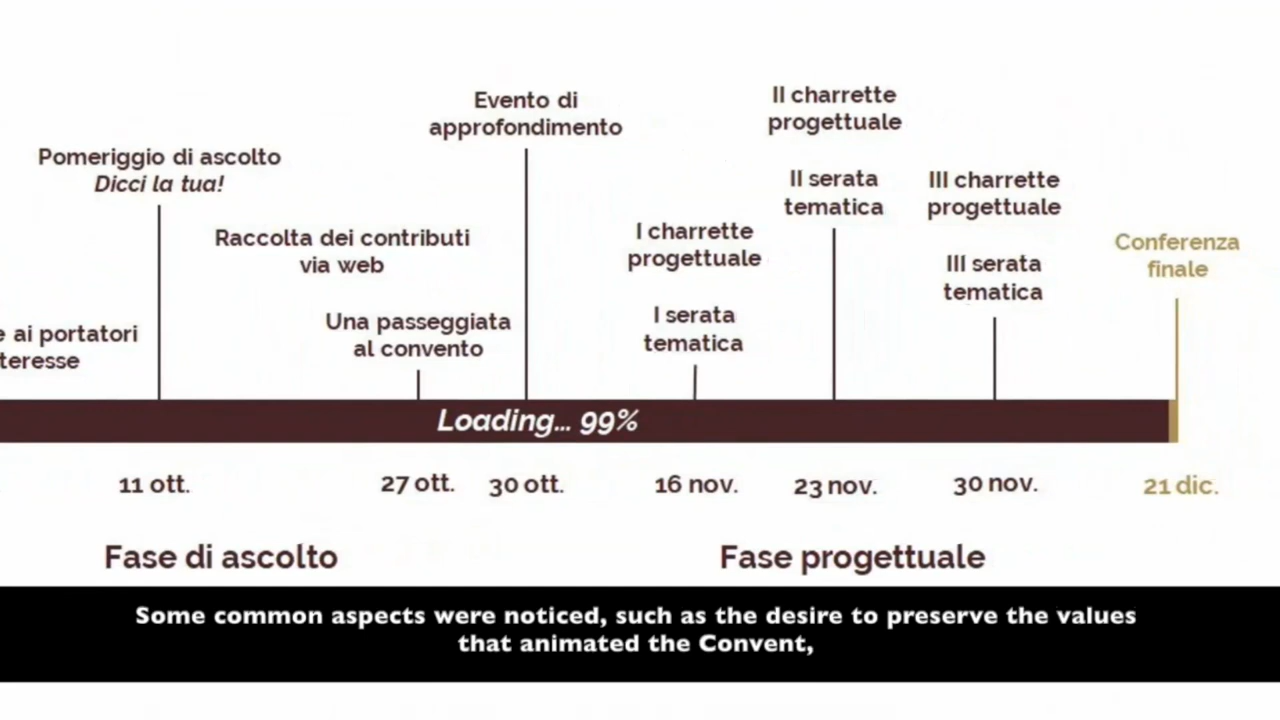 Pomeriggio di ascolto
Dicci la tua!
Raccolta dei contributi
via web
Una passeggiata
al convento
Evento di
approfondimento
I charrette
progettuale
I serata
tematica
II charrette
progettuale
II serata
tematica
III charrette
progettuale
III serata
tematica
Conferenza
finale
e ai portatori
teresse
Loading... 99%
11 ott.
27 ott.
30 ott.
16 nov.
23 nov.
30 nov.
21 dic.
Fase di ascolto
Fase progettuale
Some common aspects were noticed, such as the desire to preserve the values
that animated the Convent,